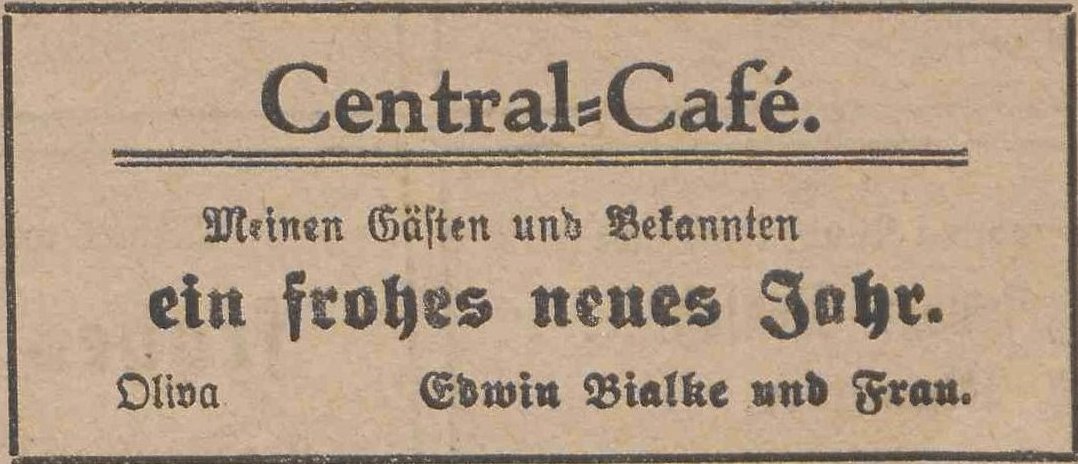 Central-Café.
Meinen Gästen und Bekannten
ein frohes neues Jahr.
Oliva Edwin Bialke und Frau.